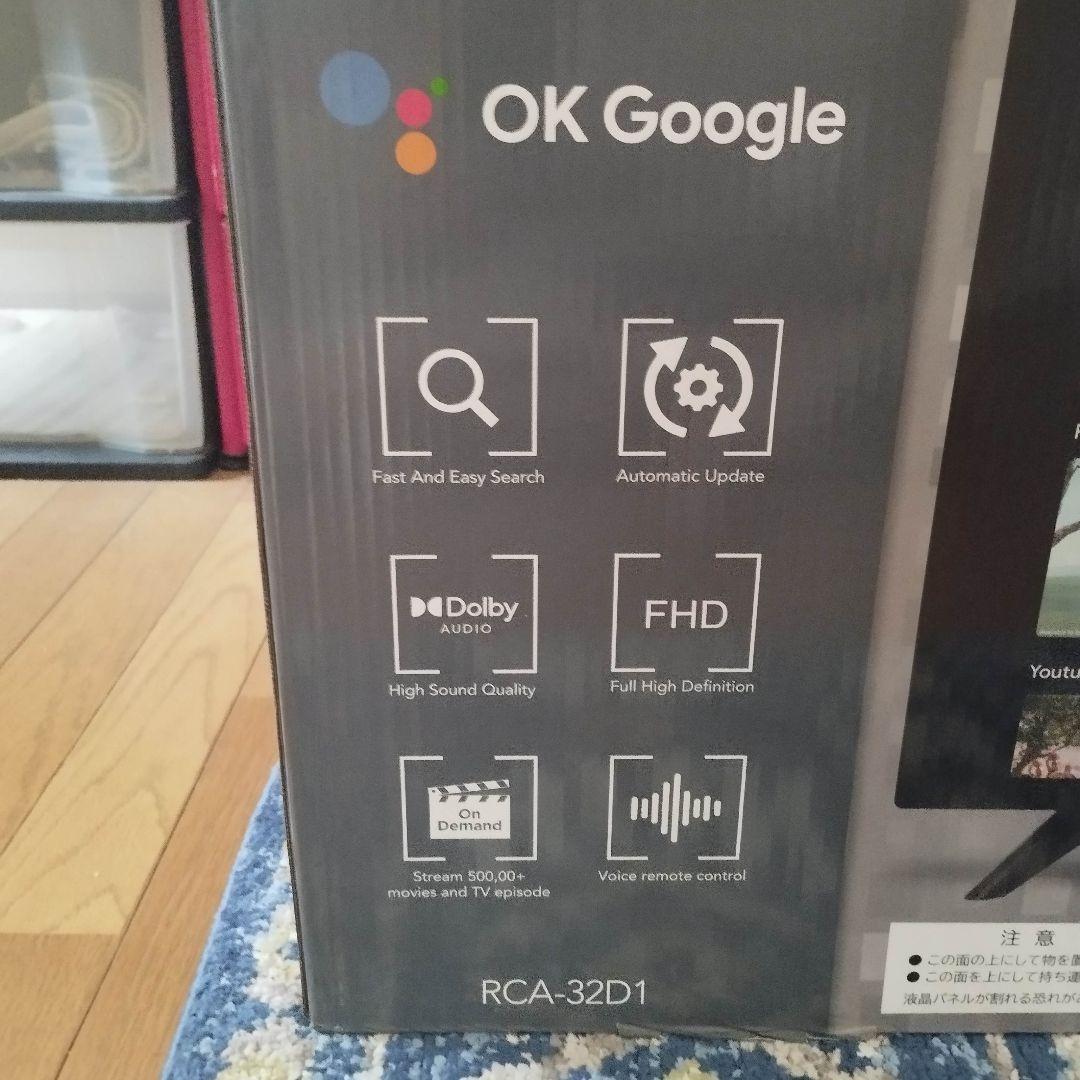 OK Google
Fast And Easy Search
Automatic Update
Dolby
AUDIO
High Sound Quality
FHD
Full High Definition
On
Demand
Stream 500,00+
movies and TV episode
Voice remote control
RCA-32D1
Youtu
注 意
●この面の上にして物を置
●この面を上にして持ち運
液晶パネルが割れる恐れが